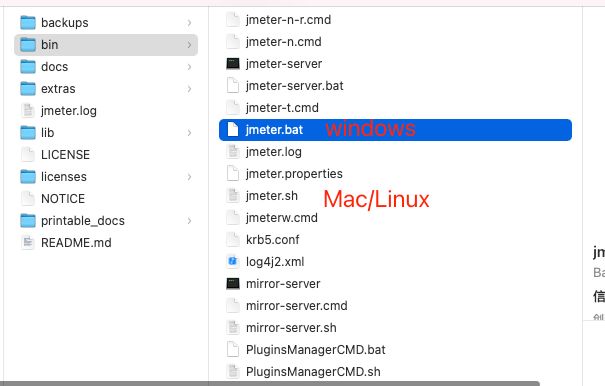 backups
bin
docs
extras
jmeter.log
lib
LICENSE
licenses
NOTICE
printable_docs
README.md
jmeter-n-r.cmd
jmeter-n.cmd
jmeter-server
jmeter-server.bat
jmeter-t.cmd
jmeter.bat windows
jmeter.log
jmeter.properties
jmeter.sh Mac/Linux
jmeterw.cmd
krb5.conf
log4j2.xml
mirror-server
mirror-server.cmd
mirror-server.sh
PluginsManagerCMD.bat
PluginsManagerCMD.sh
jm
Ba
信